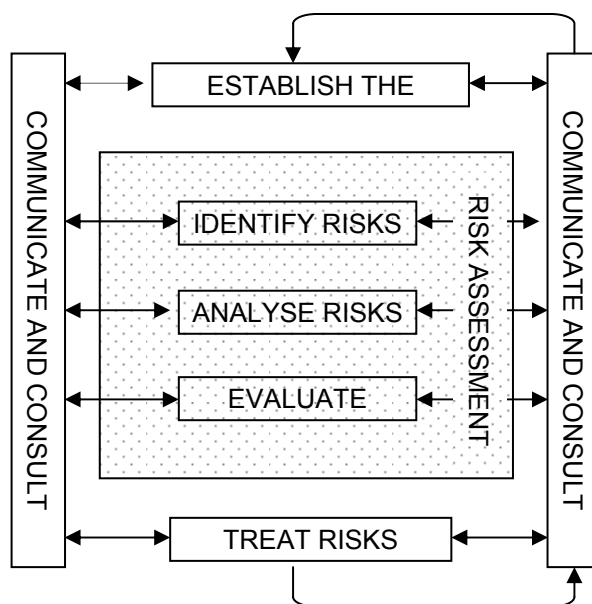 COMMUNICATE AND CONSULT
ESTABLISH THE
IDENTIFY RISKS
ANALYSE RISKS
EVALUATE
RISK ASSESSMENT
TREAT RISKS
COMMUNICATE AND CONSULT